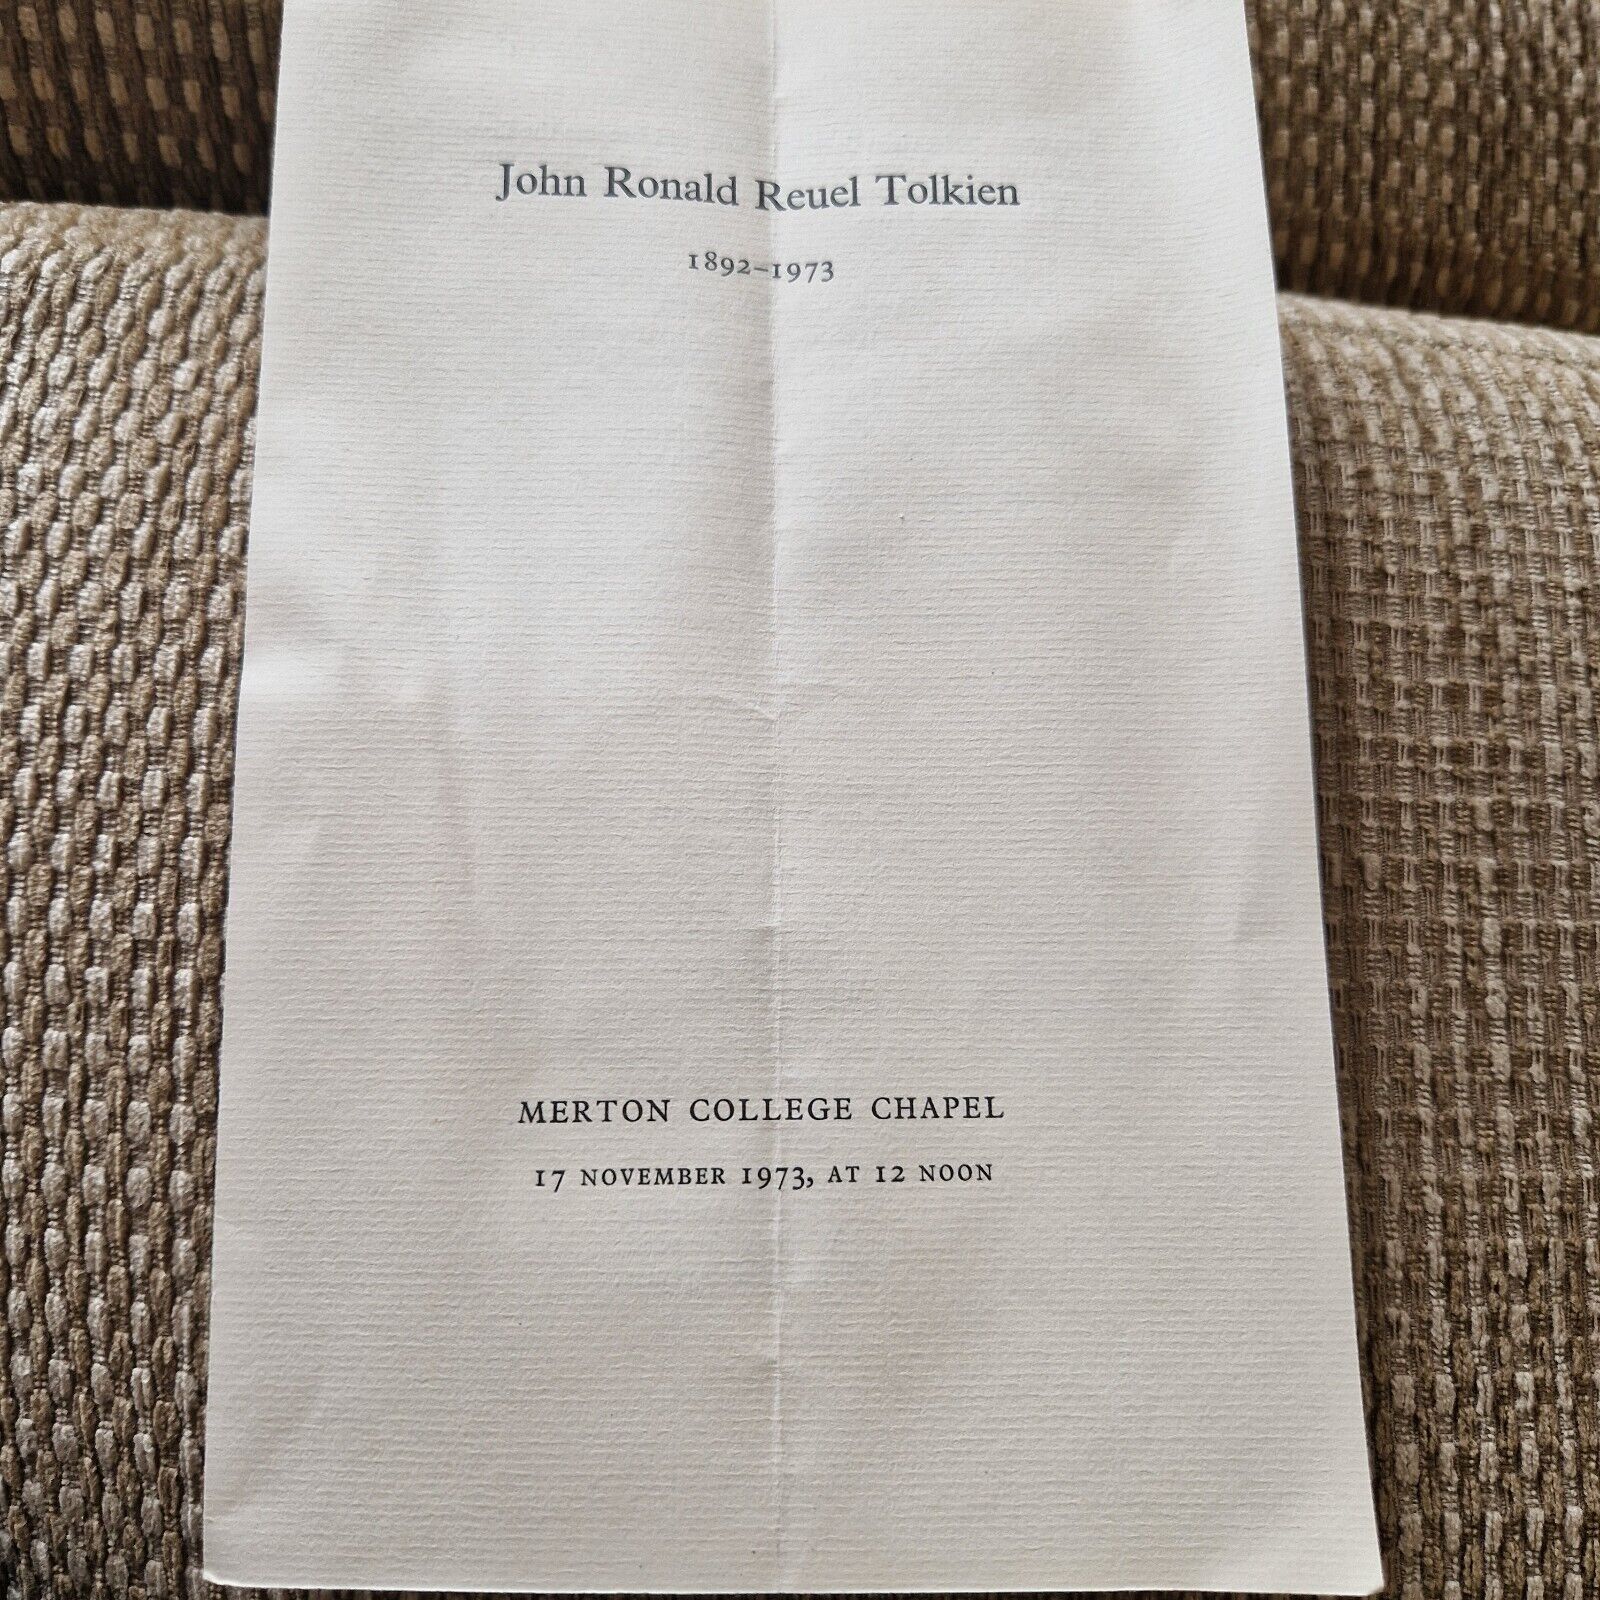 John Ronald Reuel Tolkien
1892–1973
MERTON COLLEGE CHAPEL
17 NOVEMBER 1973, AT 12 NOON